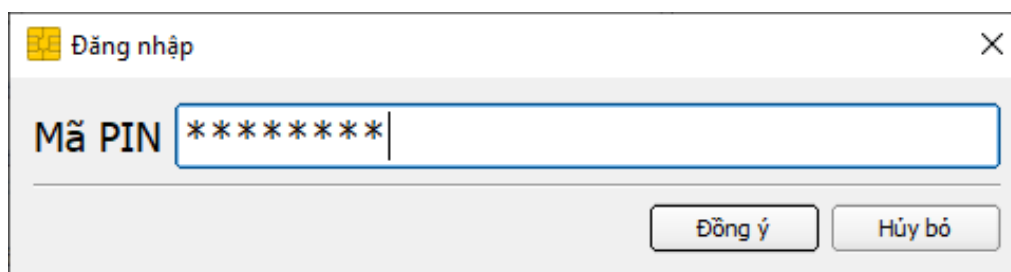 Đăng nhập
Mã PIN ********
Đồng ý Hủy bỏ